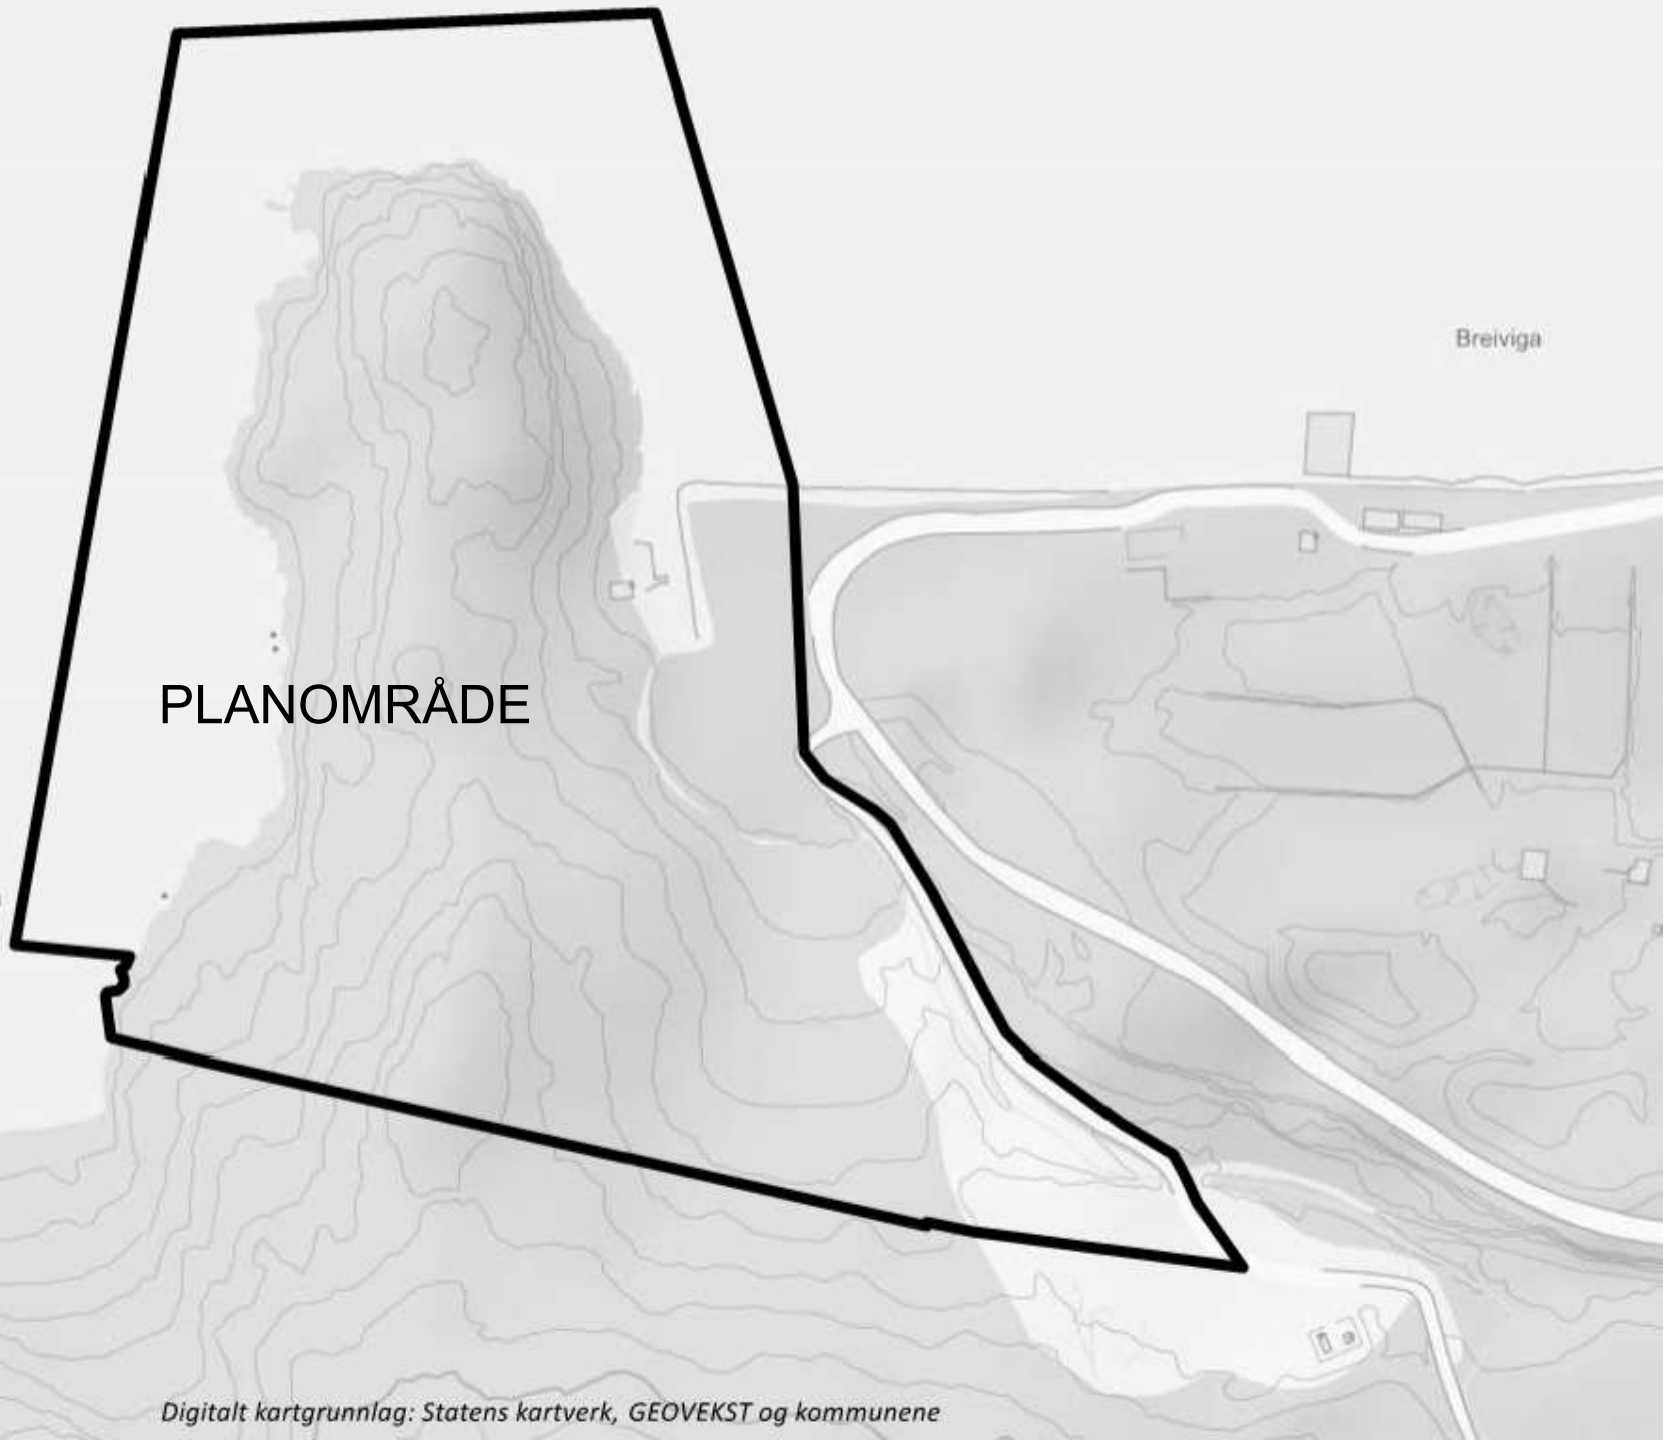 Breiviga
PLANOMRÅDE
Digitalt kartgrunnlag: Statens kartverk, GEOVEKST og kommunene